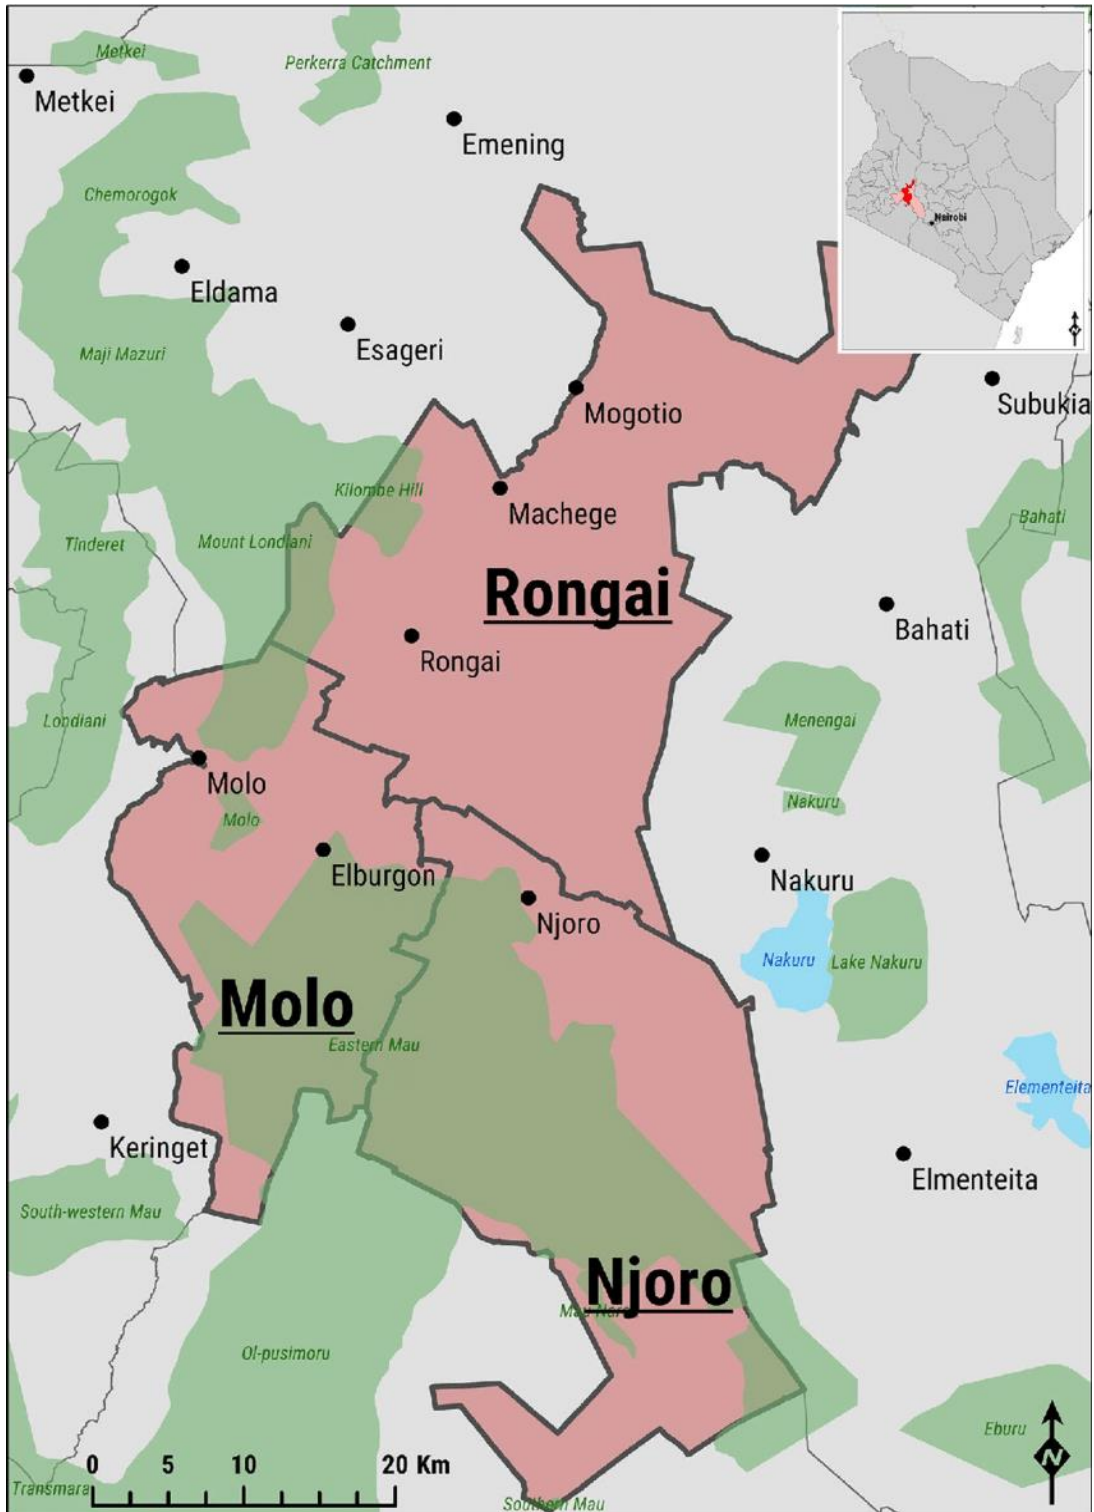 Metkei
Perkerra Catchment
Metkei
Emening
Chemorogok
Nairobi
N
Eldama
Esageri
Maji Mazuri
Mogotio
Subukia
Kilombe Hill
Machege
Bahati
Tinderet
Mount Londiani
Rongai
Bahati
Rongai
Londiani
Menengai
Molo
Nakuru
Molo
Elburgon
Nakuru
Njoro
Nakuru
Lake Nakuru
Molo
Eastern Mau
Elementeita
Keringet
Elmenteita
South-western Mau
Njoro
Ol-pusimoru
Eburu
0 5 10 20 Km
N
Transmara
Southern Mau